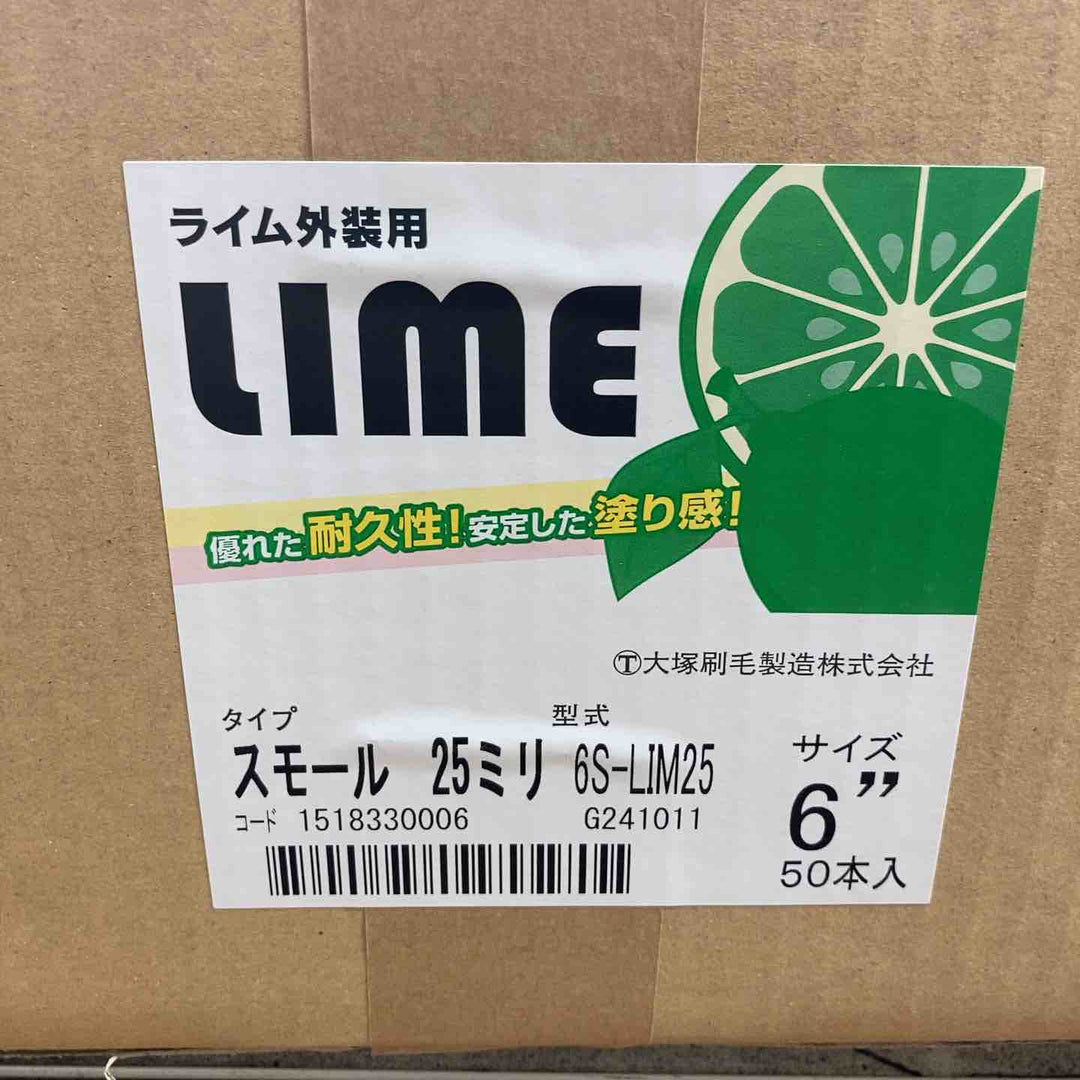 ライム外装用
LIME
優れた耐久性!安定した塗り感!
Ⓣ大塚刷毛製造株式会社
タイプ 型式
スモール 25ミリ 6S-LIM25
サイズ
6”
コード 1518330006 G241011
50本入